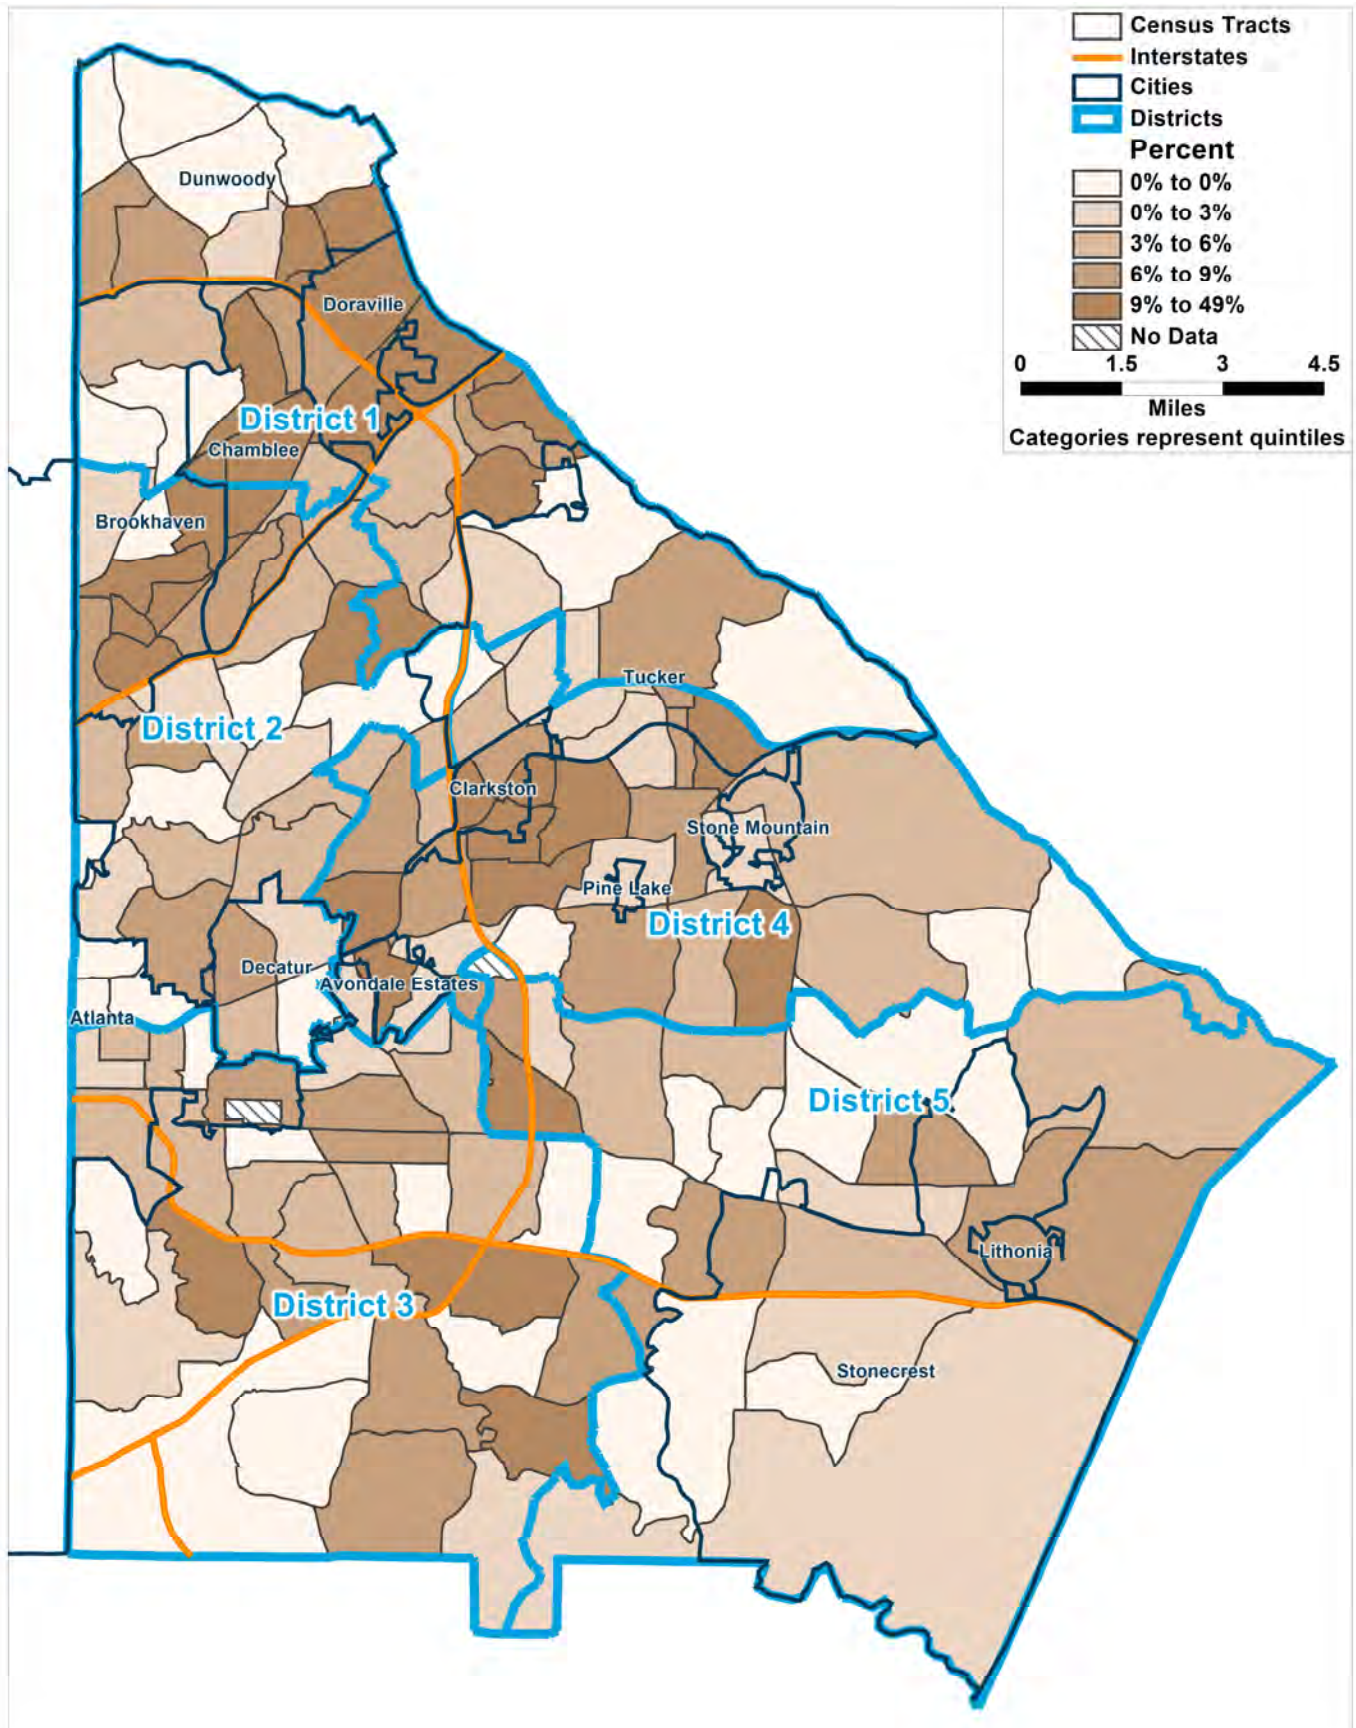 Census Tracts
Interstates
Cities
Districts
Percent
0% to 0%
0% to 3%
3% to 6%
6% to 9%
9% to 49%
No Data
0 1.5 3 4.5
Miles
Categories represent quintiles
Dunwoody
Doraville
District 1
Chamblee
Brookhaven
Tucker
District 2
Clarkston
Stone Mountain
Pine Lake
District 4
Decatur
Avondale Estates
Atlanta
District 5
Lithonia
District 3
Stonecrest